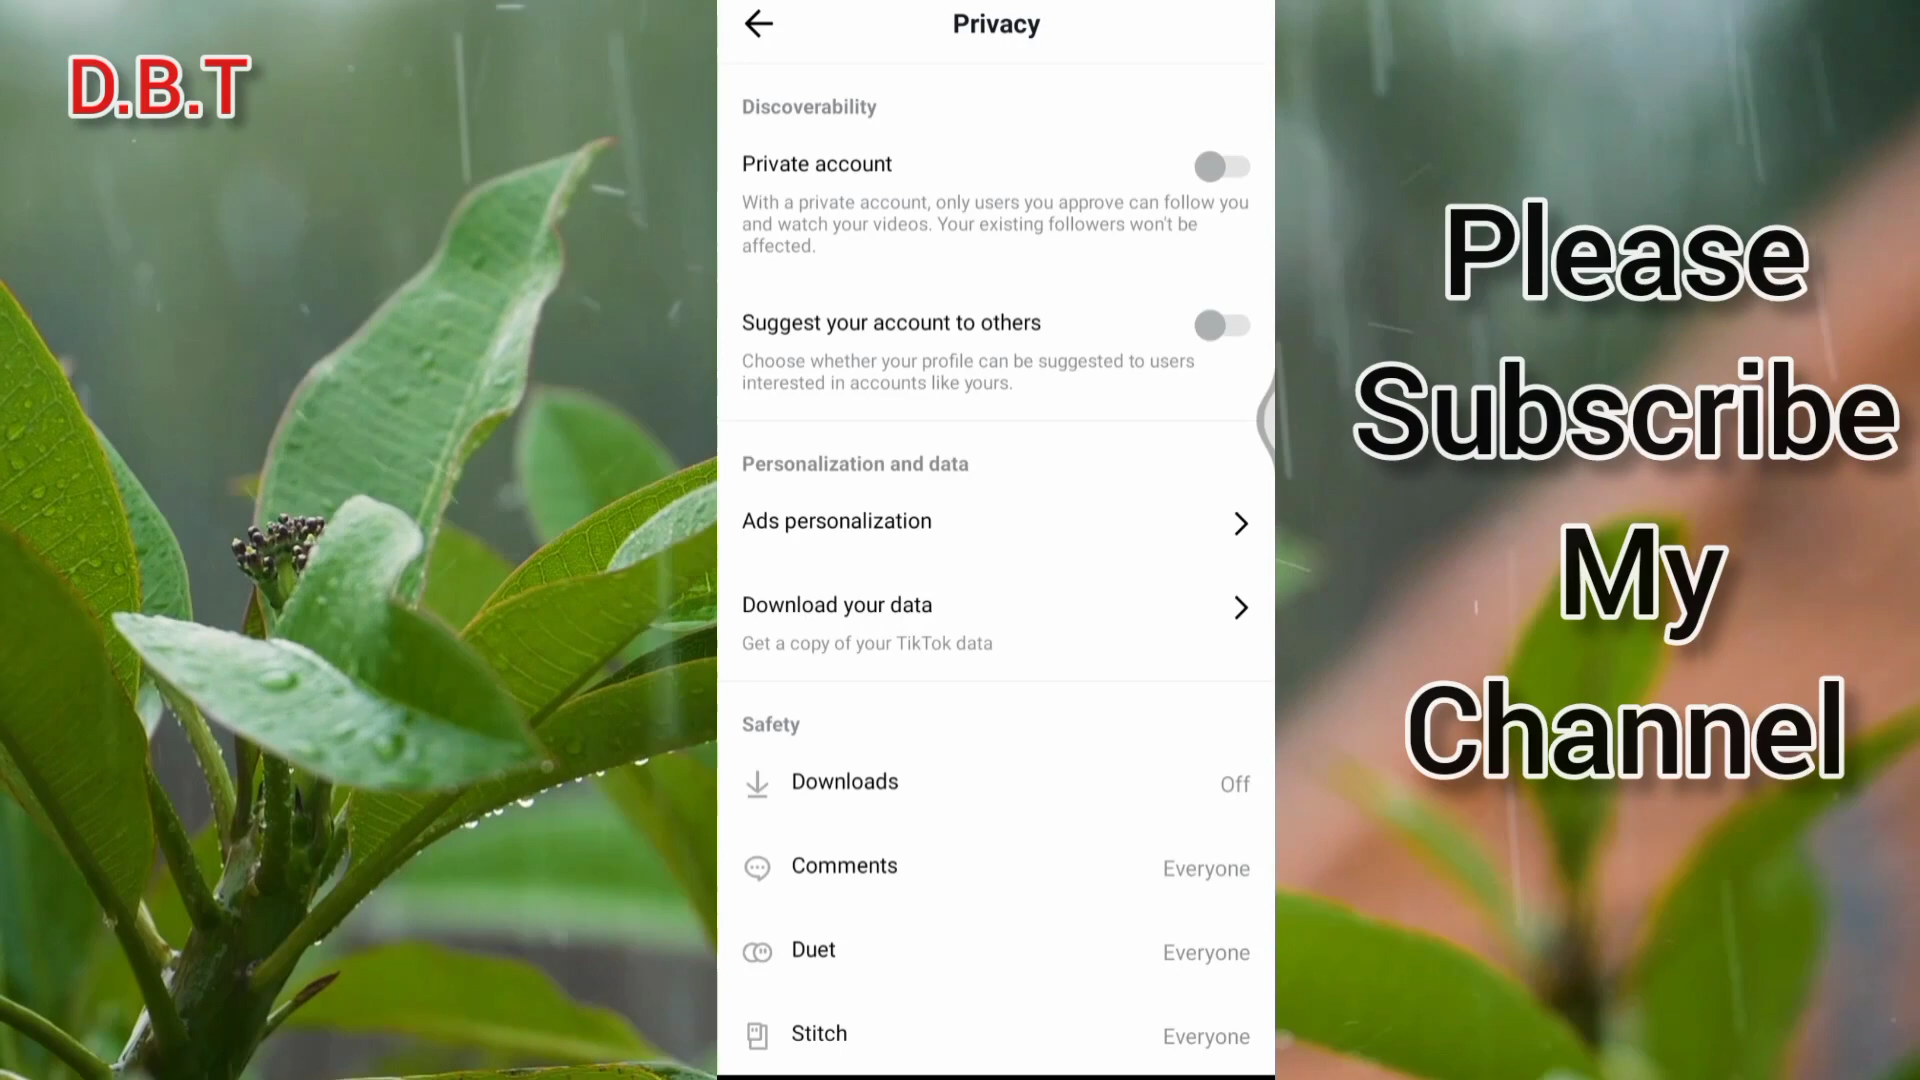 D.B.T
Privacy
Discoverability
Private account
With a private account, only users you approve can follow you
and watch your videos. Your existing followers won't be
affected.
Suggest your account to others
Choose whether your profile can be suggested to users
interested in accounts like yours.
Personalization and data
Ads personalization
Download your data
Get a copy of your TikTok data
Safety
Downloads Off
Comments Everyone
Duet Everyone
Stitch Everyone
Please
Subscribe
My
Channel